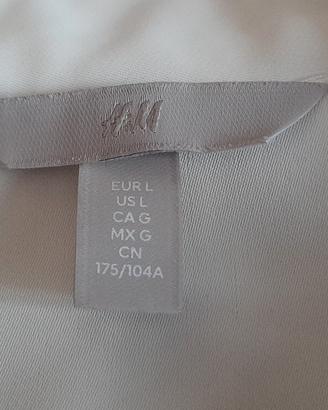 H&M
EUR L
US L
CA G
MX G
CN
175/104A